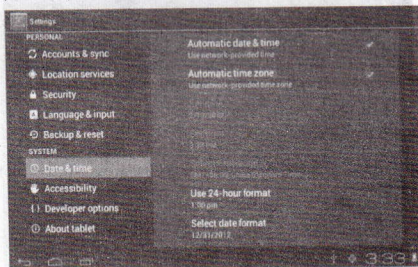 Settings
PERSONAL
Accounts & sync
Location services
Security
Language & input
Backup & reset
SYSTEM
Date & time
Accessibility
Developer options
About tablet
Automatic date & time
Use network-provided time
Automatic time zone
Use network-provided time zone
Use 24-hour format
1:00 pm
Select date format
12/31/2012
3:33